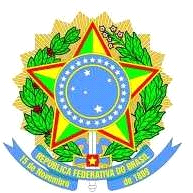 REPÚBLICA FEDERATIVA DO BRASIL
15 de Novembro
de 1889